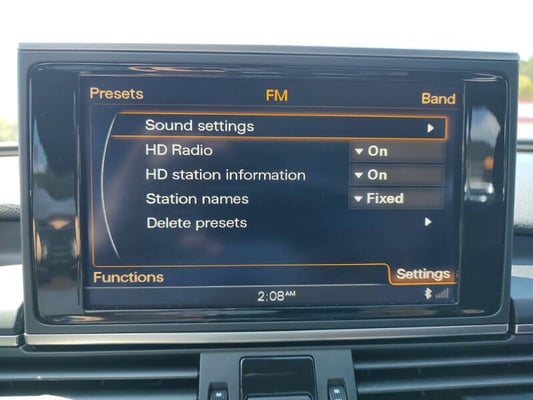 Presets FM Band
Sound settings
HD Radio On
HD station information On
Station names Fixed
Delete presets
Functions Settings
2:08AM